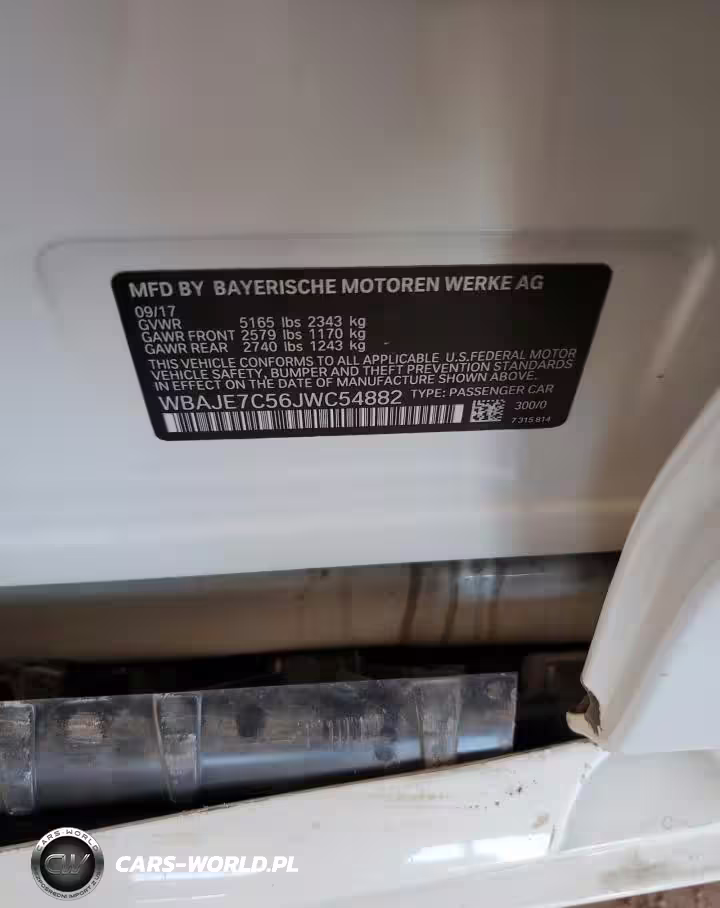 MFD BY BAYERISCHE MOTOREN WERKE AG
09/17
GVWR 5165 lbs 2343 kg
GAWR FRONT 2579 lbs 1170 kg
GAWR REAR 2740 lbs 1243 kg
THIS VEHICLE CONFORMS TO ALL APPLICABLE U.S.FEDERAL MOTOR
VEHICLE SAFETY, BUMPER AND THEFT PREVENTION STANDARDS
IN EFFECT ON THE DATE OF MANUFACTURE SHOWN ABOVE.
WBAJE7C56JWC54882 TYPE: PASSENGER CAR
300/0
7 315 814
CARS-WORLD
CW
CARS-WORLD.PL